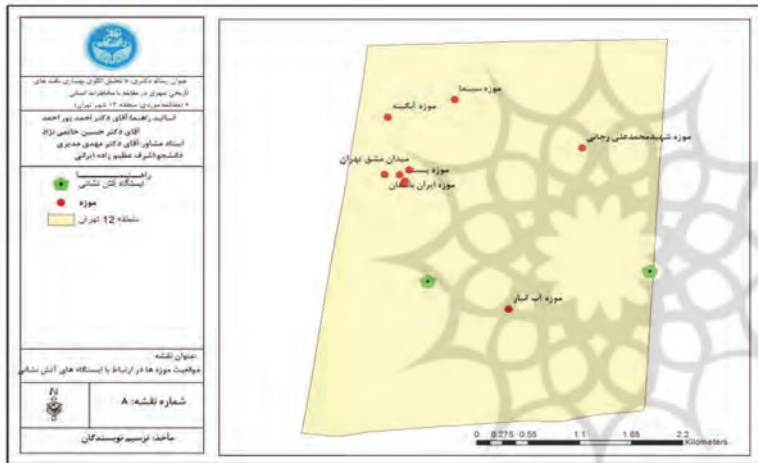 عنوان رساله دکتری: « تحلیل الگوی بهسازی بافت های
تاریخی شهری در مقابله با مخاطرات انسانی
» (مطالعه موردی: منطقه ۱۲ شهر تهران)
اساتید راهنما: آقای دکتر احمد پور احمد
آقای دکتر حسین حاتمی نژاد
استاد مشاور: آقای دکتر مهدی مدیری
دانشجو: اشرف عظیم زاده ایرانی
راهنما
ایستگاه آتش نشانی
موزه
منطقه 12 تهران
عنوان نقشه:
موقعیت موزه ها در ارتباط با ایستگاه های آتش نشانی
N
شماره نقشه: ۸
مأخذ: ترسیم نویسندگان
موزه سینما
موزه آبگینه
موزه شهید محمدعلی رجائی
میدان مشق تهران
موزه پست
موزه ایران باستان
موزه آب انبار
0 0.275 0.55 1.1 1.65 2.2
Kilometers